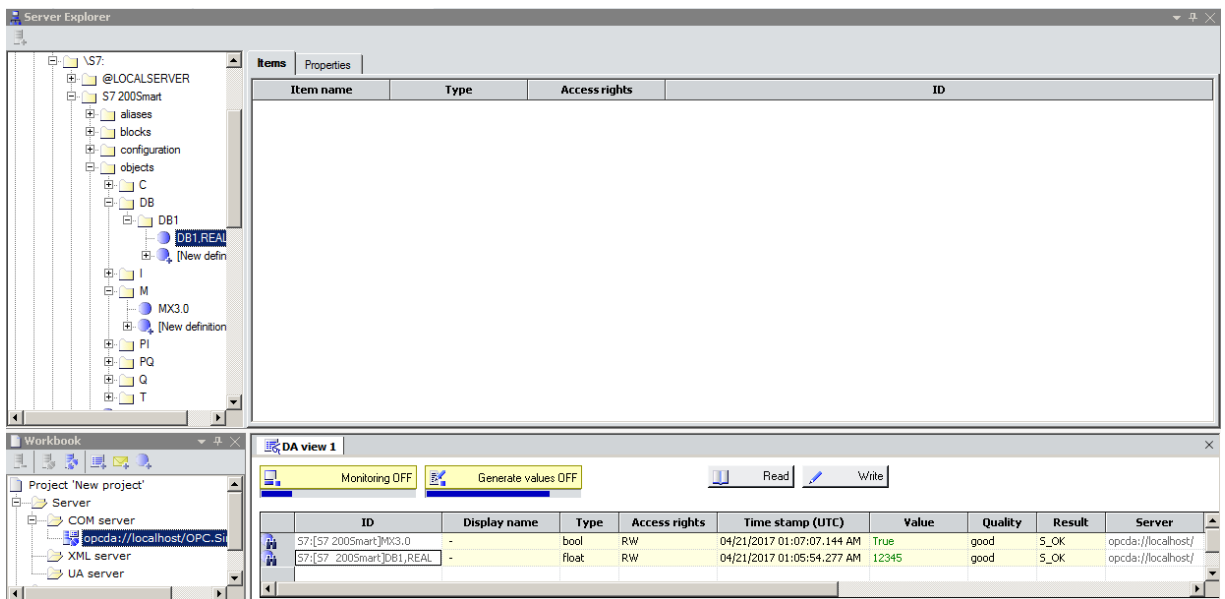 Server Explorer
\S7:
@LOCALSERVER
S7 200Smart
aliases
blocks
configuration
objects
C
DB
DB1
DB1,REAL
[New defin
I
M
MX3.0
[New definition
PI
PQ
Q
T
Items Properties
Item name Type Access rights ID
Workbook
Project 'New project'
Server
COM server
opcda://localhost/OPC.Si
XML server
UA server
DA view 1
Monitoring OFF Generate values OFF Read Write
ID Display name Type Access rights Time stamp (UTC) Value Quality Result Server
S7:[S7 200Smart]MX3.0 - bool RW 04/21/2017 01:07:07.144 AM True good S_OK opcda://localhost/
S7:[S7 200Smart]DB1,REAL - float RW 04/21/2017 01:05:54.277 AM 12345 good S_OK opcda://localhost/